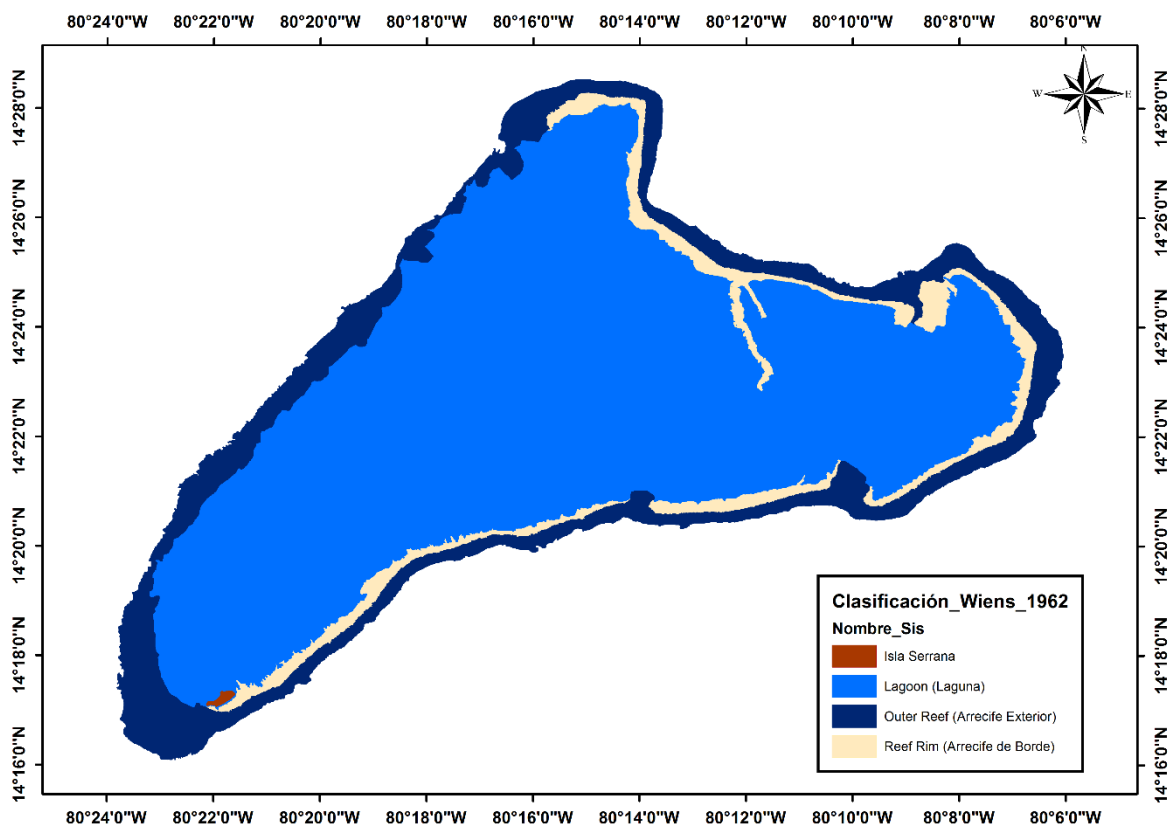 80°24'0"W 80°22'0"W 80°20'0"W 80°18'0"W 80°16'0"W 80°14'0"W 80°12'0"W 80°10'0"W 80°8'0"W 80°6'0"W
N
W E
S
14°28'0"N 14°28'0"N
14°26'0"N 14°26'0"N
14°24'0"N 14°24'0"N
14°22'0"N 14°22'0"N
14°20'0"N 14°20'0"N
14°18'0"N 14°18'0"N
14°16'0"N 14°16'0"N
Clasificación_Wiens_1962
Nombre_Sis
Isla Serrana
Lagoon (Laguna)
Outer Reef (Arrecife Exterior)
Reef Rim (Arrecife de Borde)
80°24'0"W 80°22'0"W 80°20'0"W 80°18'0"W 80°16'0"W 80°14'0"W 80°12'0"W 80°10'0"W 80°8'0"W 80°6'0"W